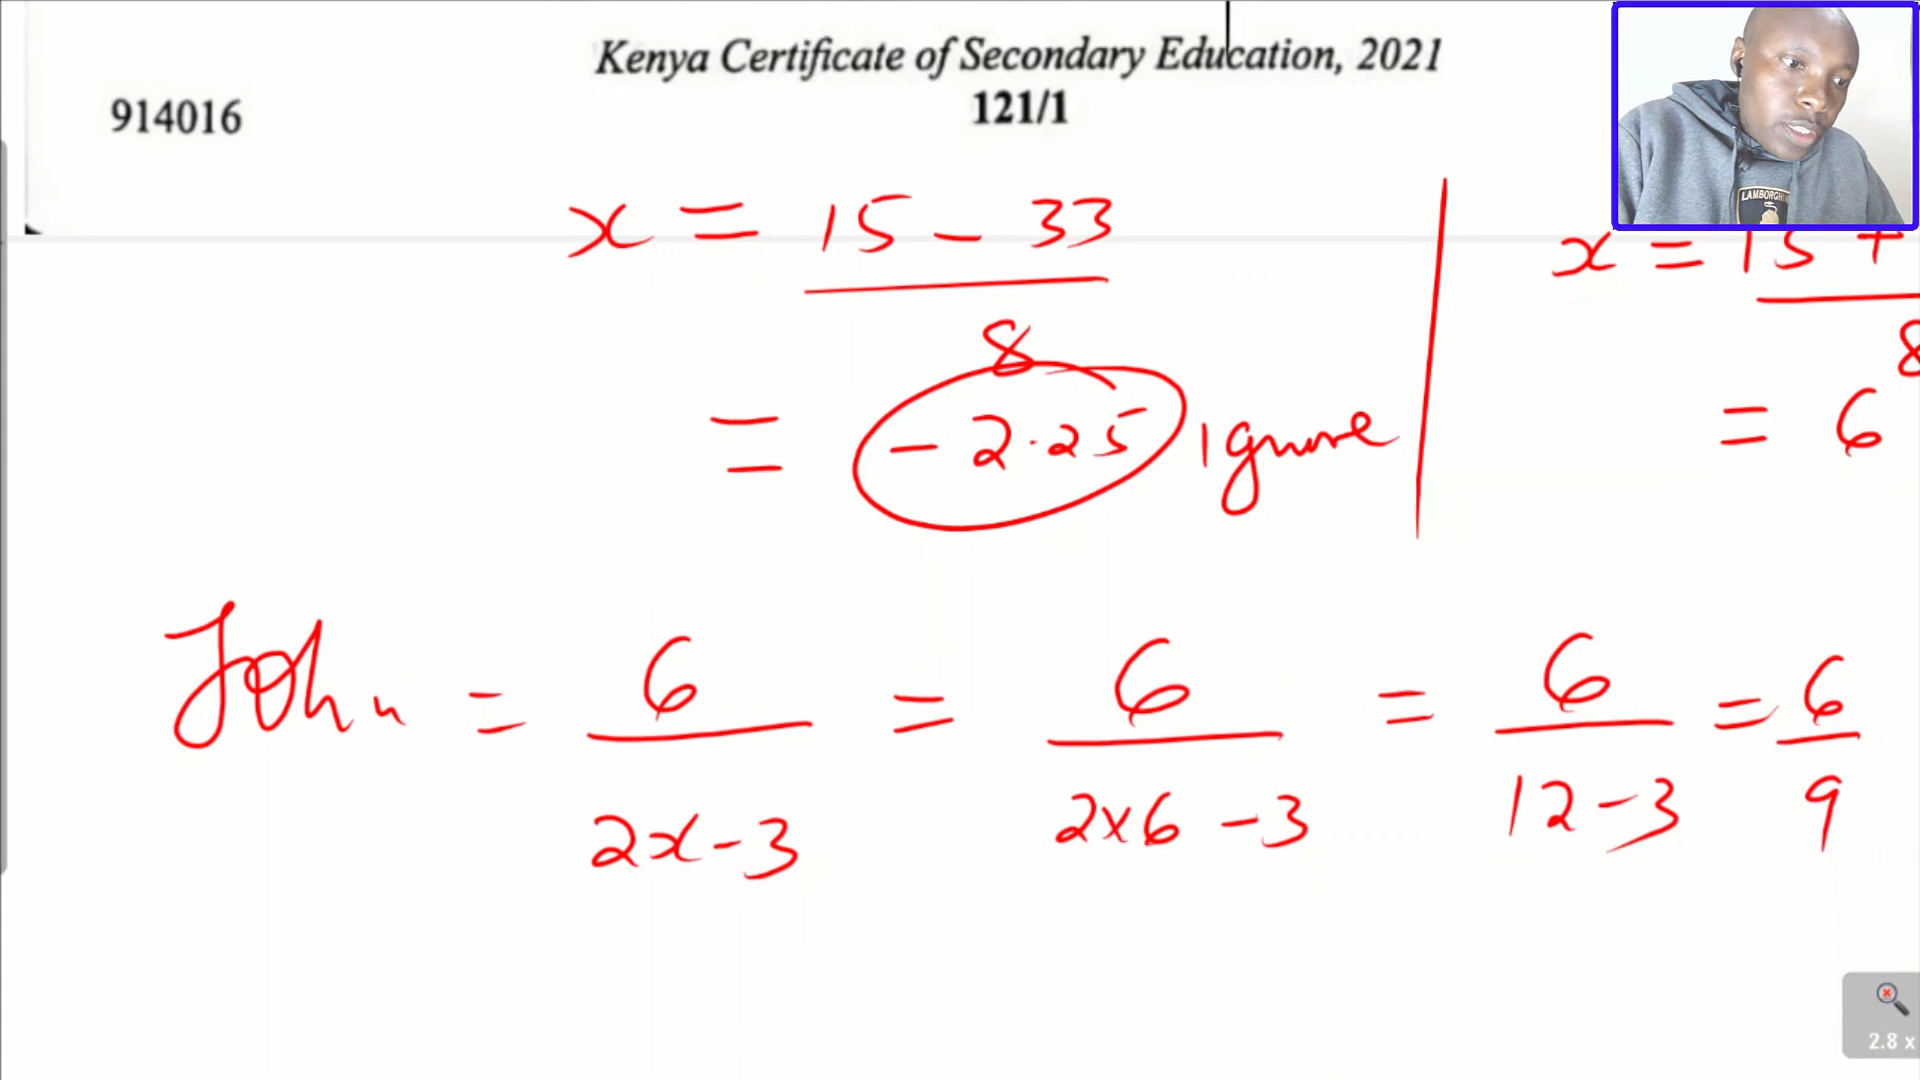 Kenya Certificate of Secondary Education, 2021
914016
121/1
LAMBORGHINI
x = 15 - 33
8
x = 15 +
8
= -2.25 ignore
= 6
John = 6 = 6 = 6 = 6
2x-3 2x6-3 12-3 9
2.8 x